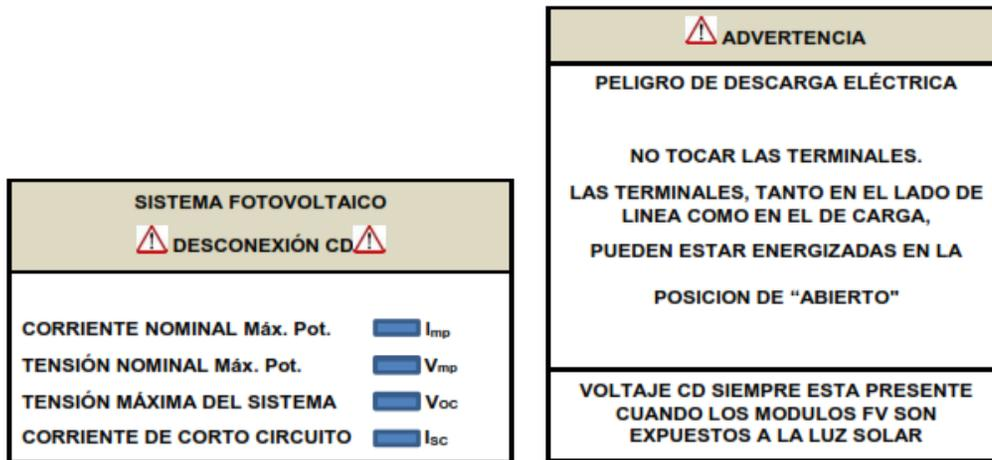 SISTEMA FOTOVOLTAICO
DESCONEXIÓN CD
CORRIENTE NOMINAL Máx. Pot. Imp
TENSIÓN NOMINAL Máx. Pot. Vmp
TENSIÓN MÁXIMA DEL SISTEMA Voc
CORRIENTE DE CORTO CIRCUITO Isc
ADVERTENCIA
PELIGRO DE DESCARGA ELÉCTRICA
NO TOCAR LAS TERMINALES.
LAS TERMINALES, TANTO EN EL LADO DE
LINEA COMO EN EL DE CARGA,
PUEDEN ESTAR ENERGIZADAS EN LA
POSICION DE “ABIERTO"
VOLTAJE CD SIEMPRE ESTA PRESENTE
CUANDO LOS MODULOS FV SON
EXPUESTOS A LA LUZ SOLAR